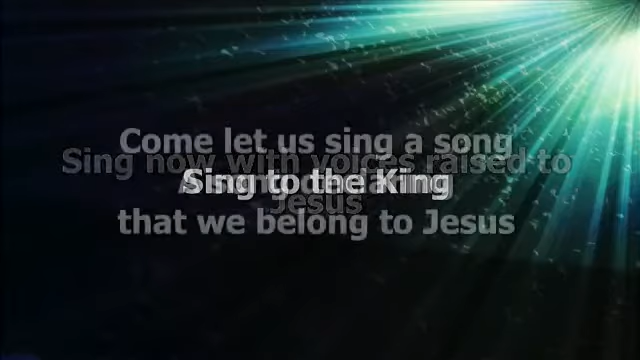 Come let us sing a song
Sing now with voices raised to
Sing to the King
Jesus
that we belong to Jesus